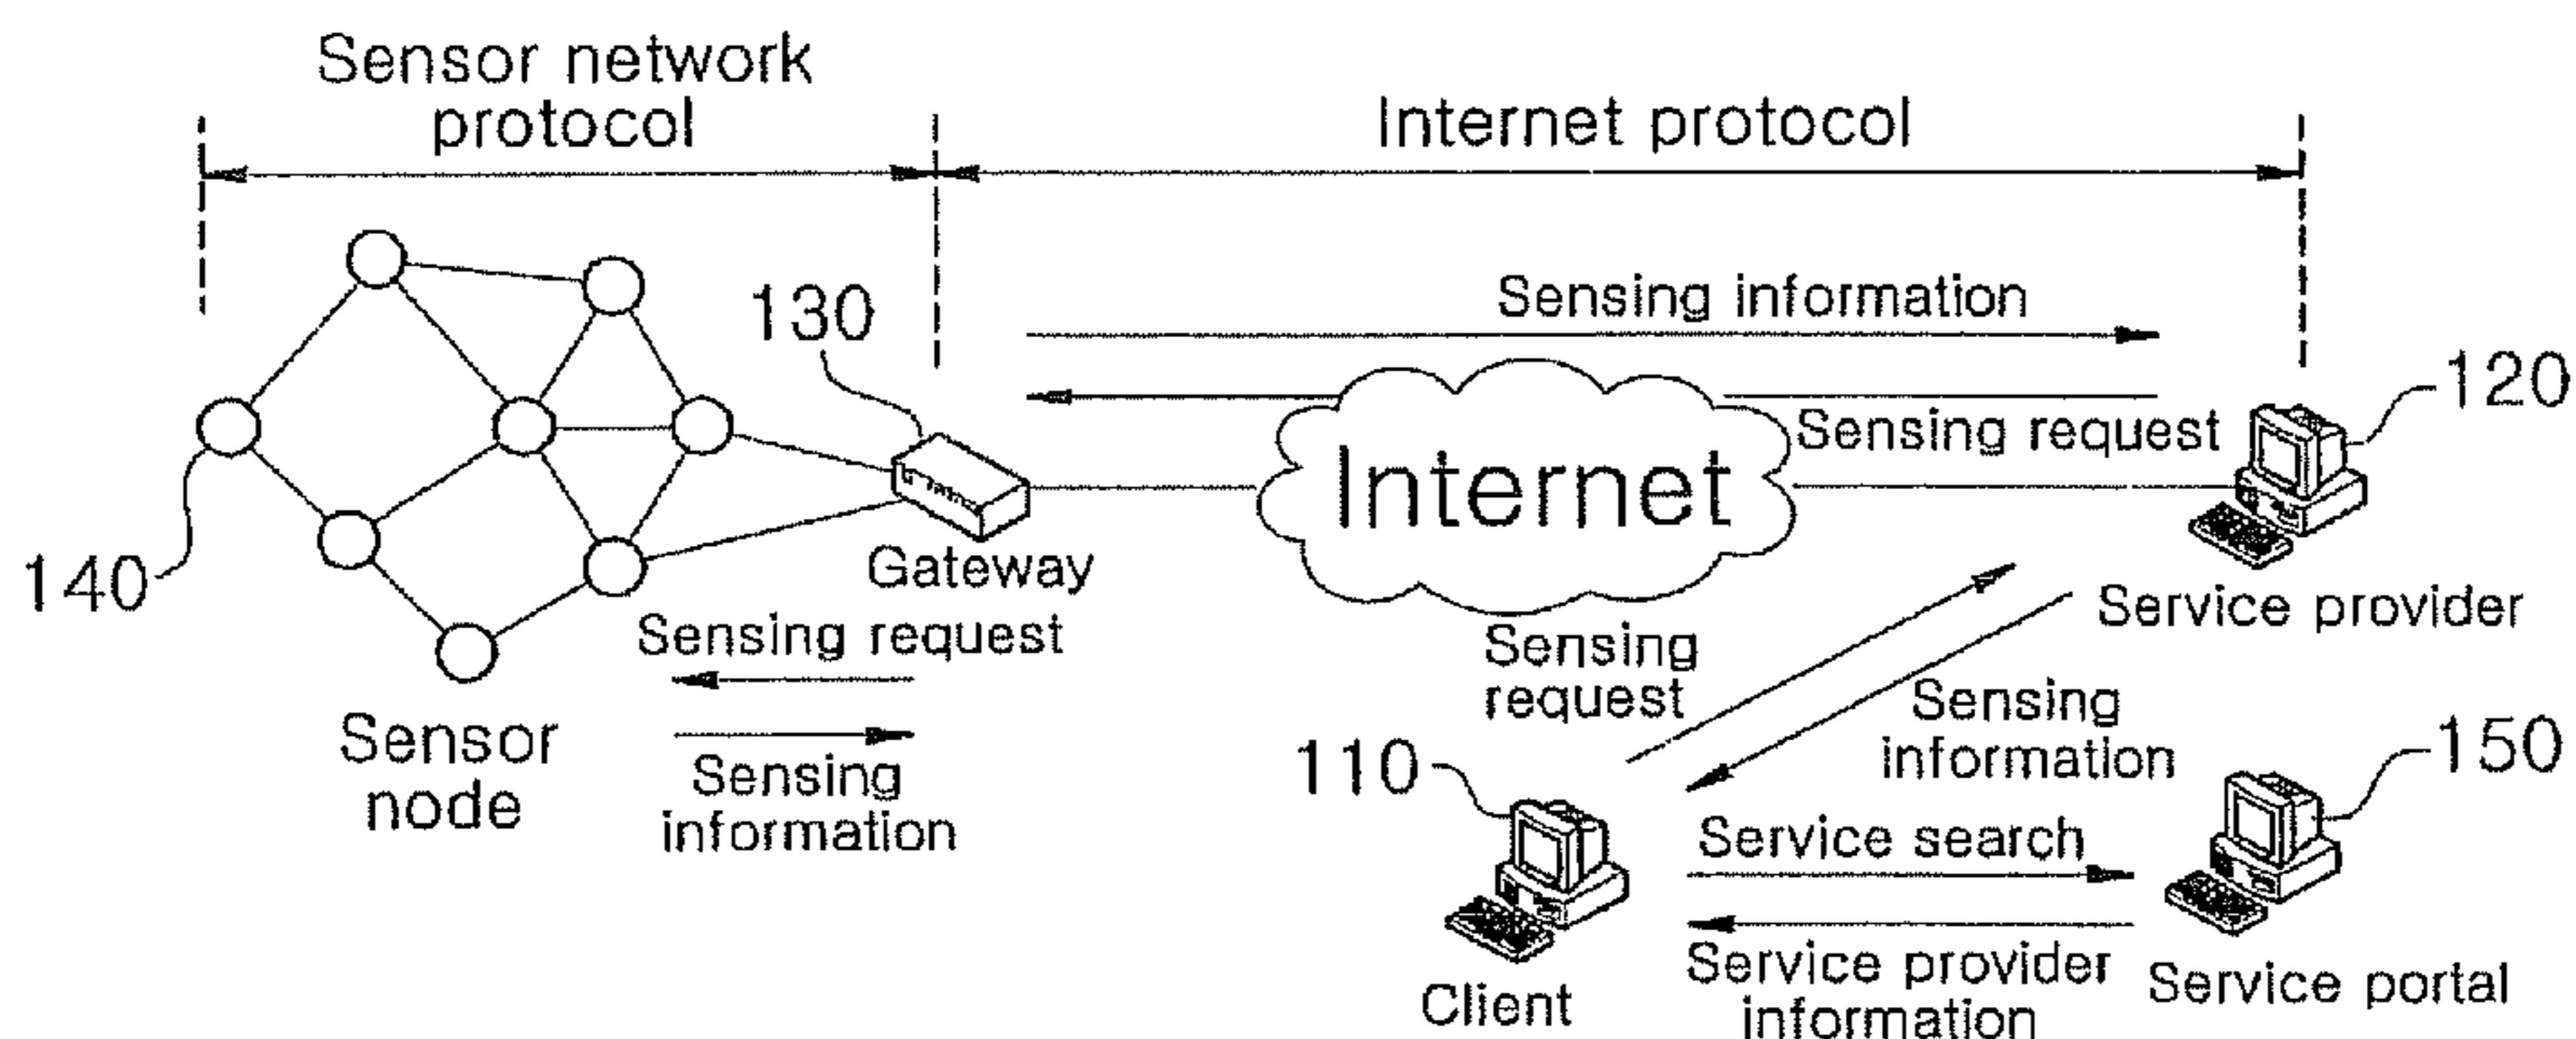 Sensor network
protocol
Internet protocol
Sensing information
130
120
Sensing request
Internet
140
Gateway
Service provider
Sensing request
Sensing
request
Sensor
node
Sensing
information
Sensing
information
110
150
Service search
Service provider
information
Client
Service portal